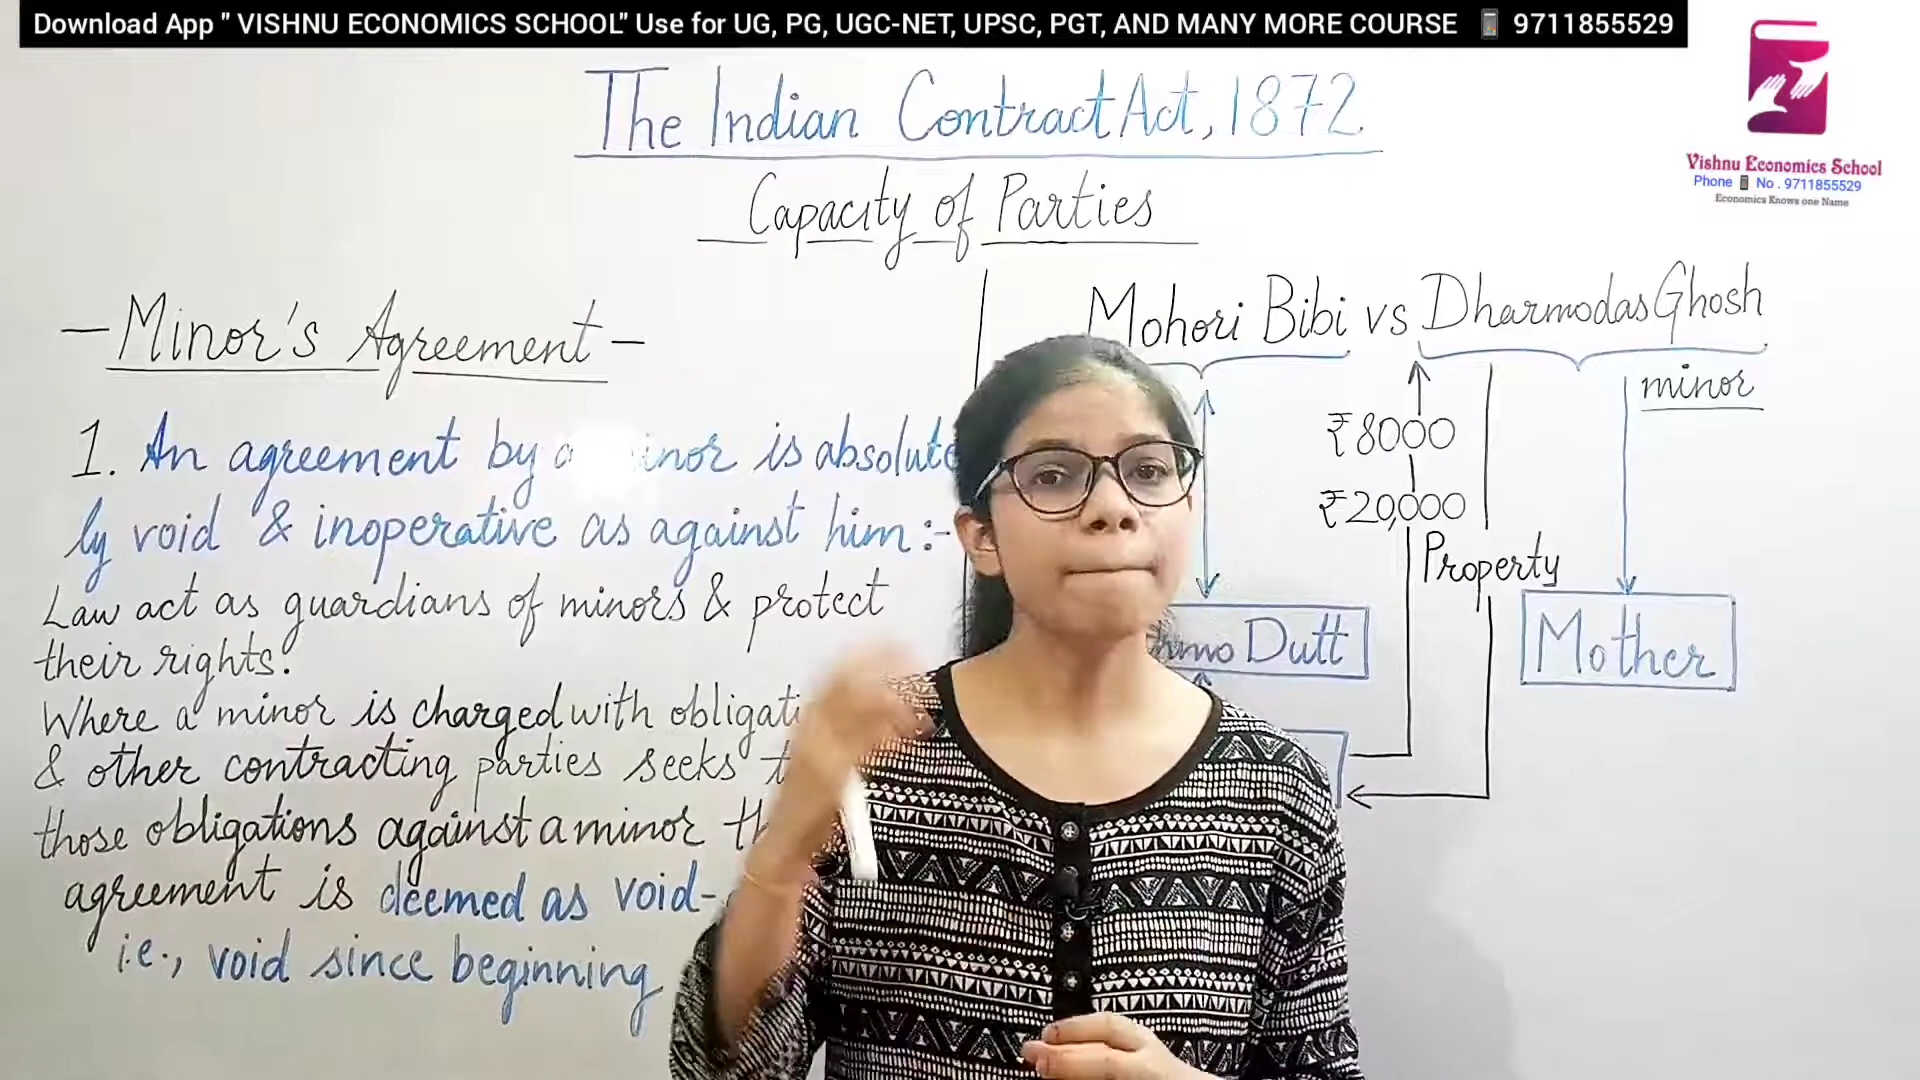 Download App " VISHNU ECONOMICS SCHOOL" Use for UG, PG, UGC-NET, UPSC, PGT, AND MANY MORE COURSE 9711855529
Vishnu Economics School
Phone No . 9711855529
Economics Knows one Name
The Indian Contract Act, 1872
Capacity of Parties
- Minor's Agreement -
1. An agreement by a inor is absolute
ly void & inoperative as against him :-
Law act as guardians of minors & protect
their rights.
Where a minor is charged with obligati
& other contracting parties seeks t
those obligations against a minor th
agreement is deemed as void-
i.e., void since beginning
Mohori Bibi vs Dharmodas Ghosh
minor
₹8000
₹20,000
Property
Dutt
Mother